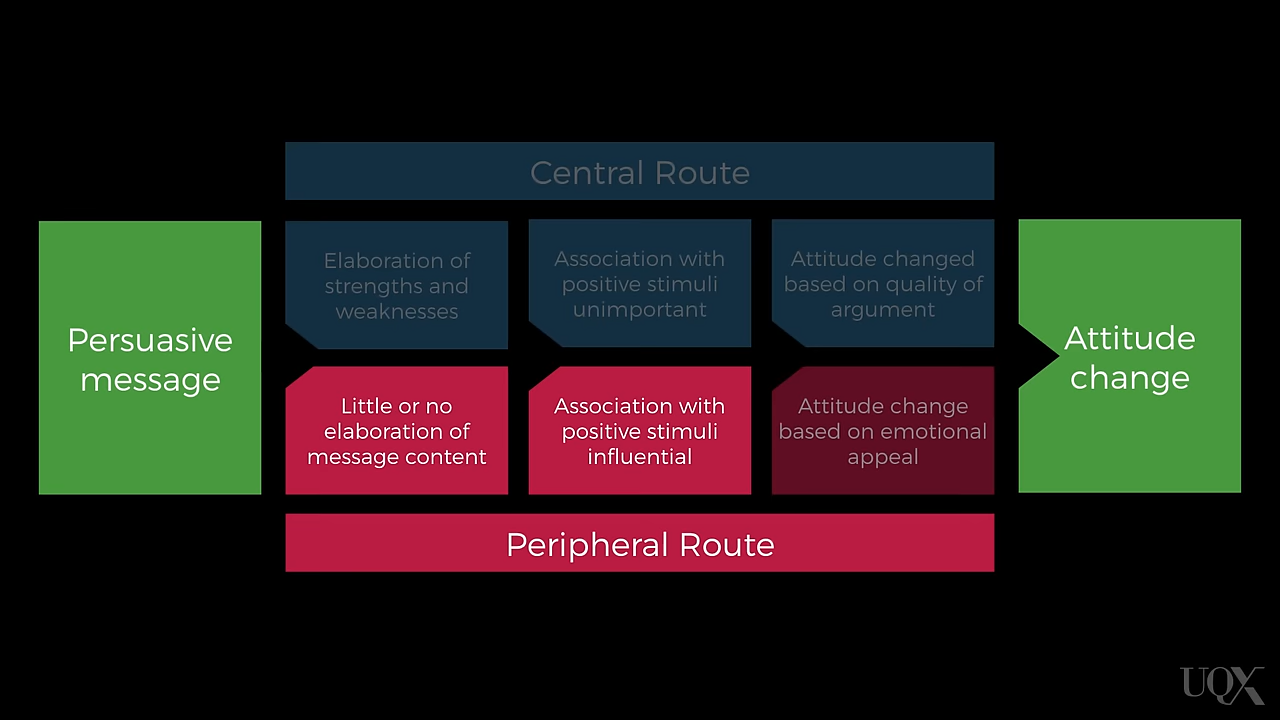 Central Route
Persuasive
message
Elaboration of
strengths and
weaknesses
Association with
positive stimuli
unimportant
Attitude changed
based on quality of
argument
Little or no
elaboration of
message content
Association with
positive stimuli
influential
Attitude change
based on emotional
appeal
Attitude
change
Peripheral Route
UQX